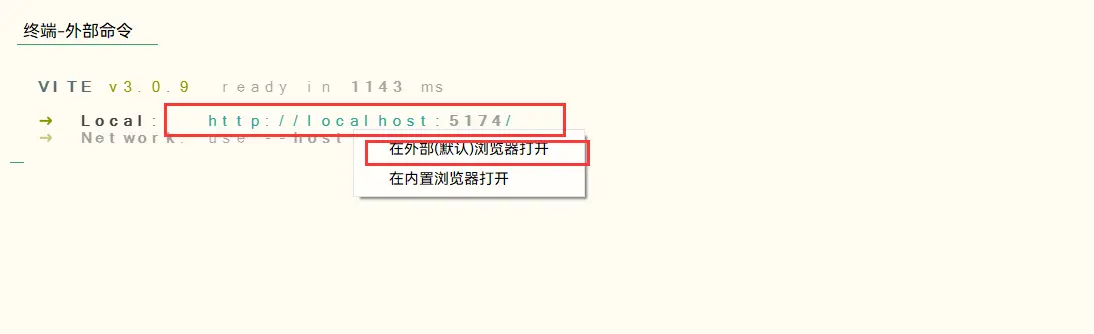 终端-外部命令
VITE v3.0.9 ready in 1143 ms
➜ Local: http://localhost:5174/
➜ Network: use --host
在外部(默认)浏览器打开
在内置浏览器打开